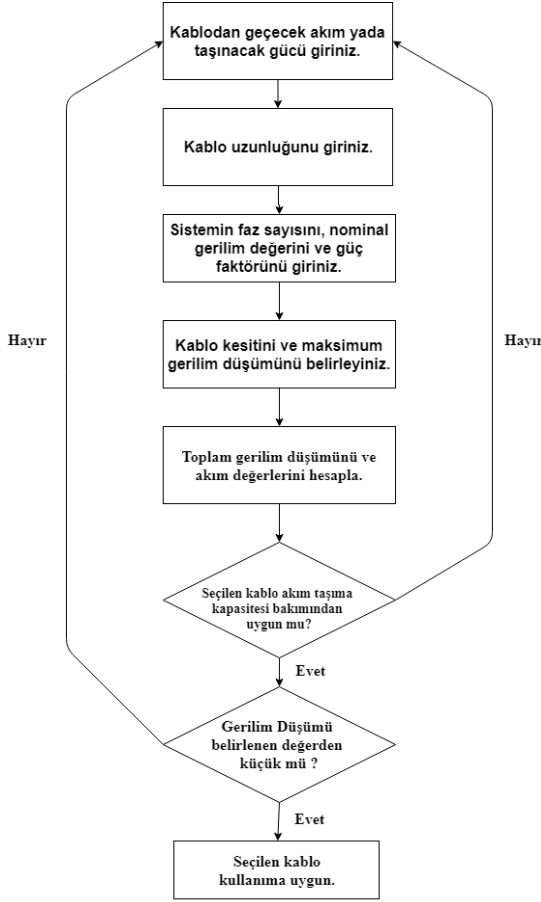 Kablodan geçecek akım yada
taşınacak gücü giriniz.
Kablo uzunluğunu giriniz.
Sistemin faz sayısını, nominal
gerilim değerini ve güç
faktörünü giriniz.
Kablo kesitini ve maksimum
gerilim düşümünü belirleyiniz.
Hayır
Hayır
Toplam gerilim düşümünü ve
akım değerlerini hesapla.
Seçilen kablo akım taşıma
kapasitesi bakımından
uygun mu?
Evet
Gerilim Düşümü
belirlenen değerden
küçük mü ?
Evet
Seçilen kablo
kullanıma uygun.